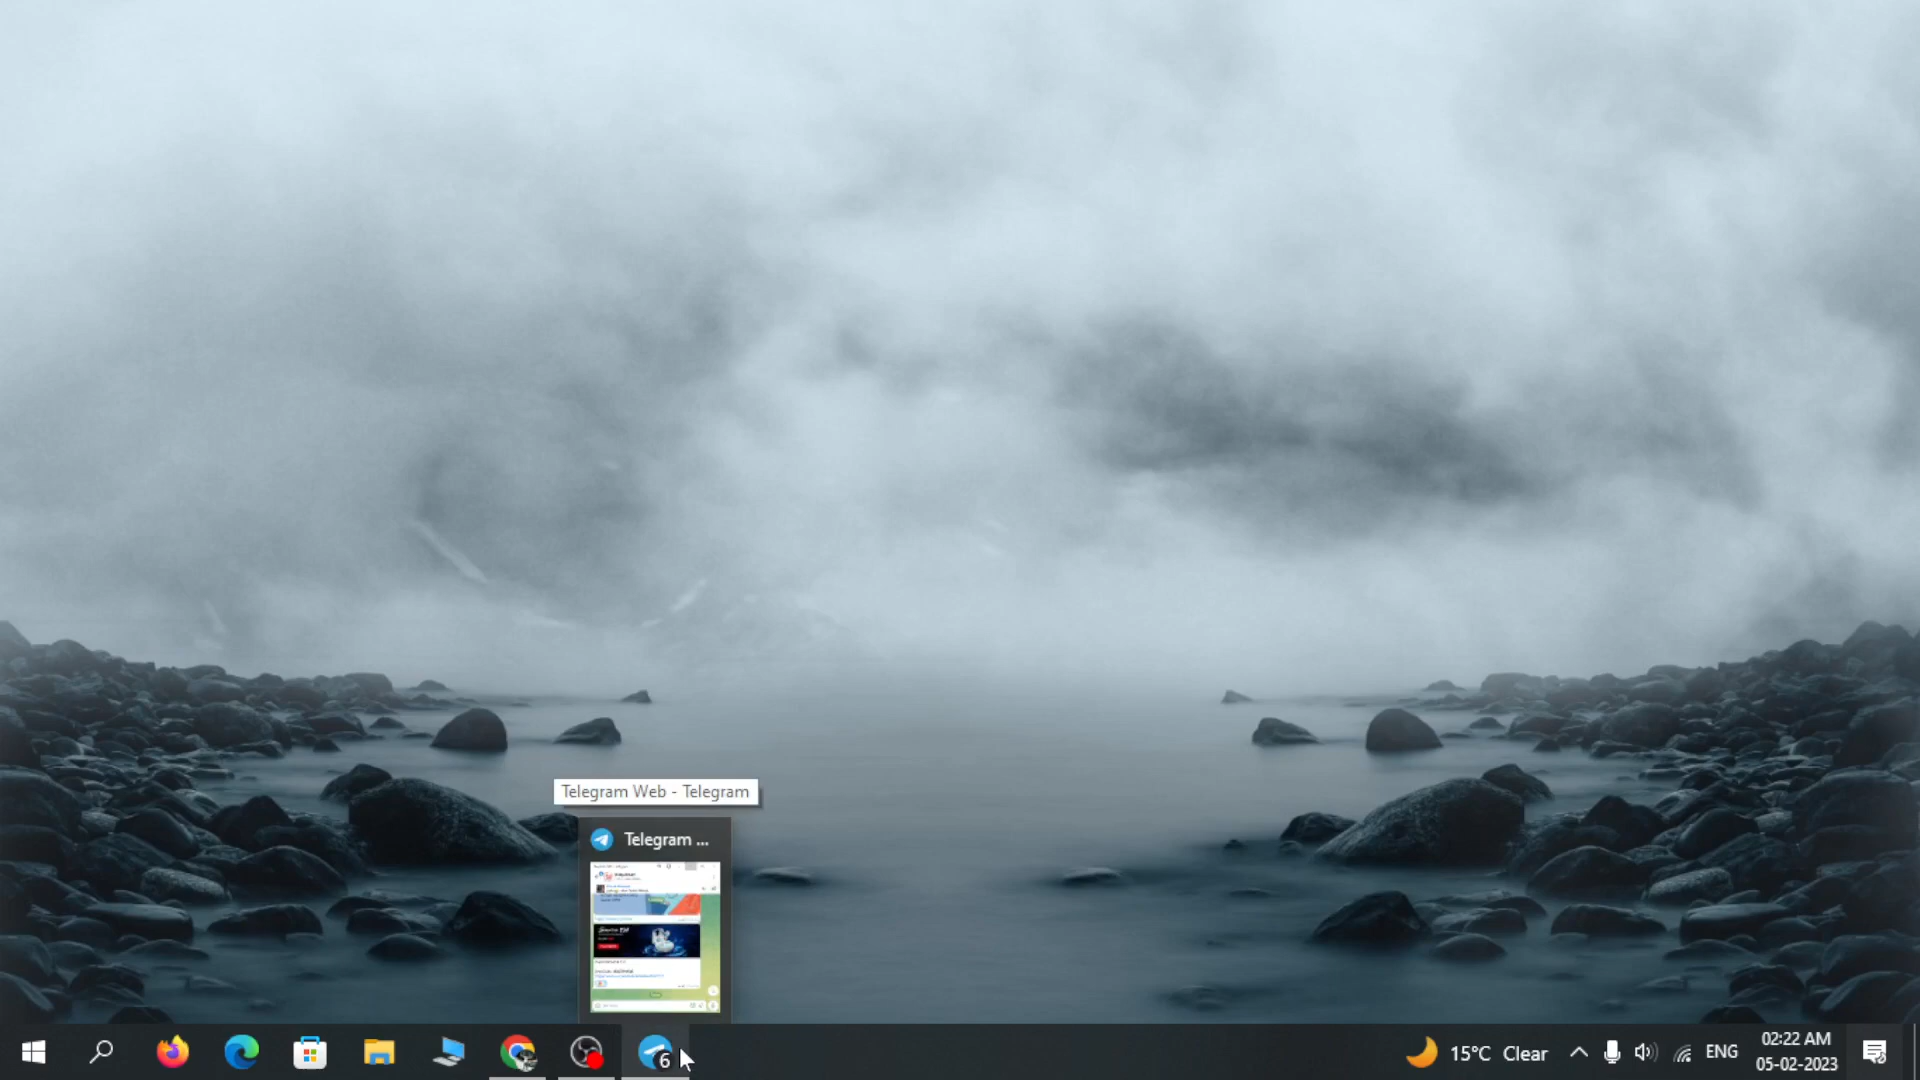 Telegram Web - Telegram
Telegram ...
6
15°C Clear
ENG
02:22 AM
05-02-2023